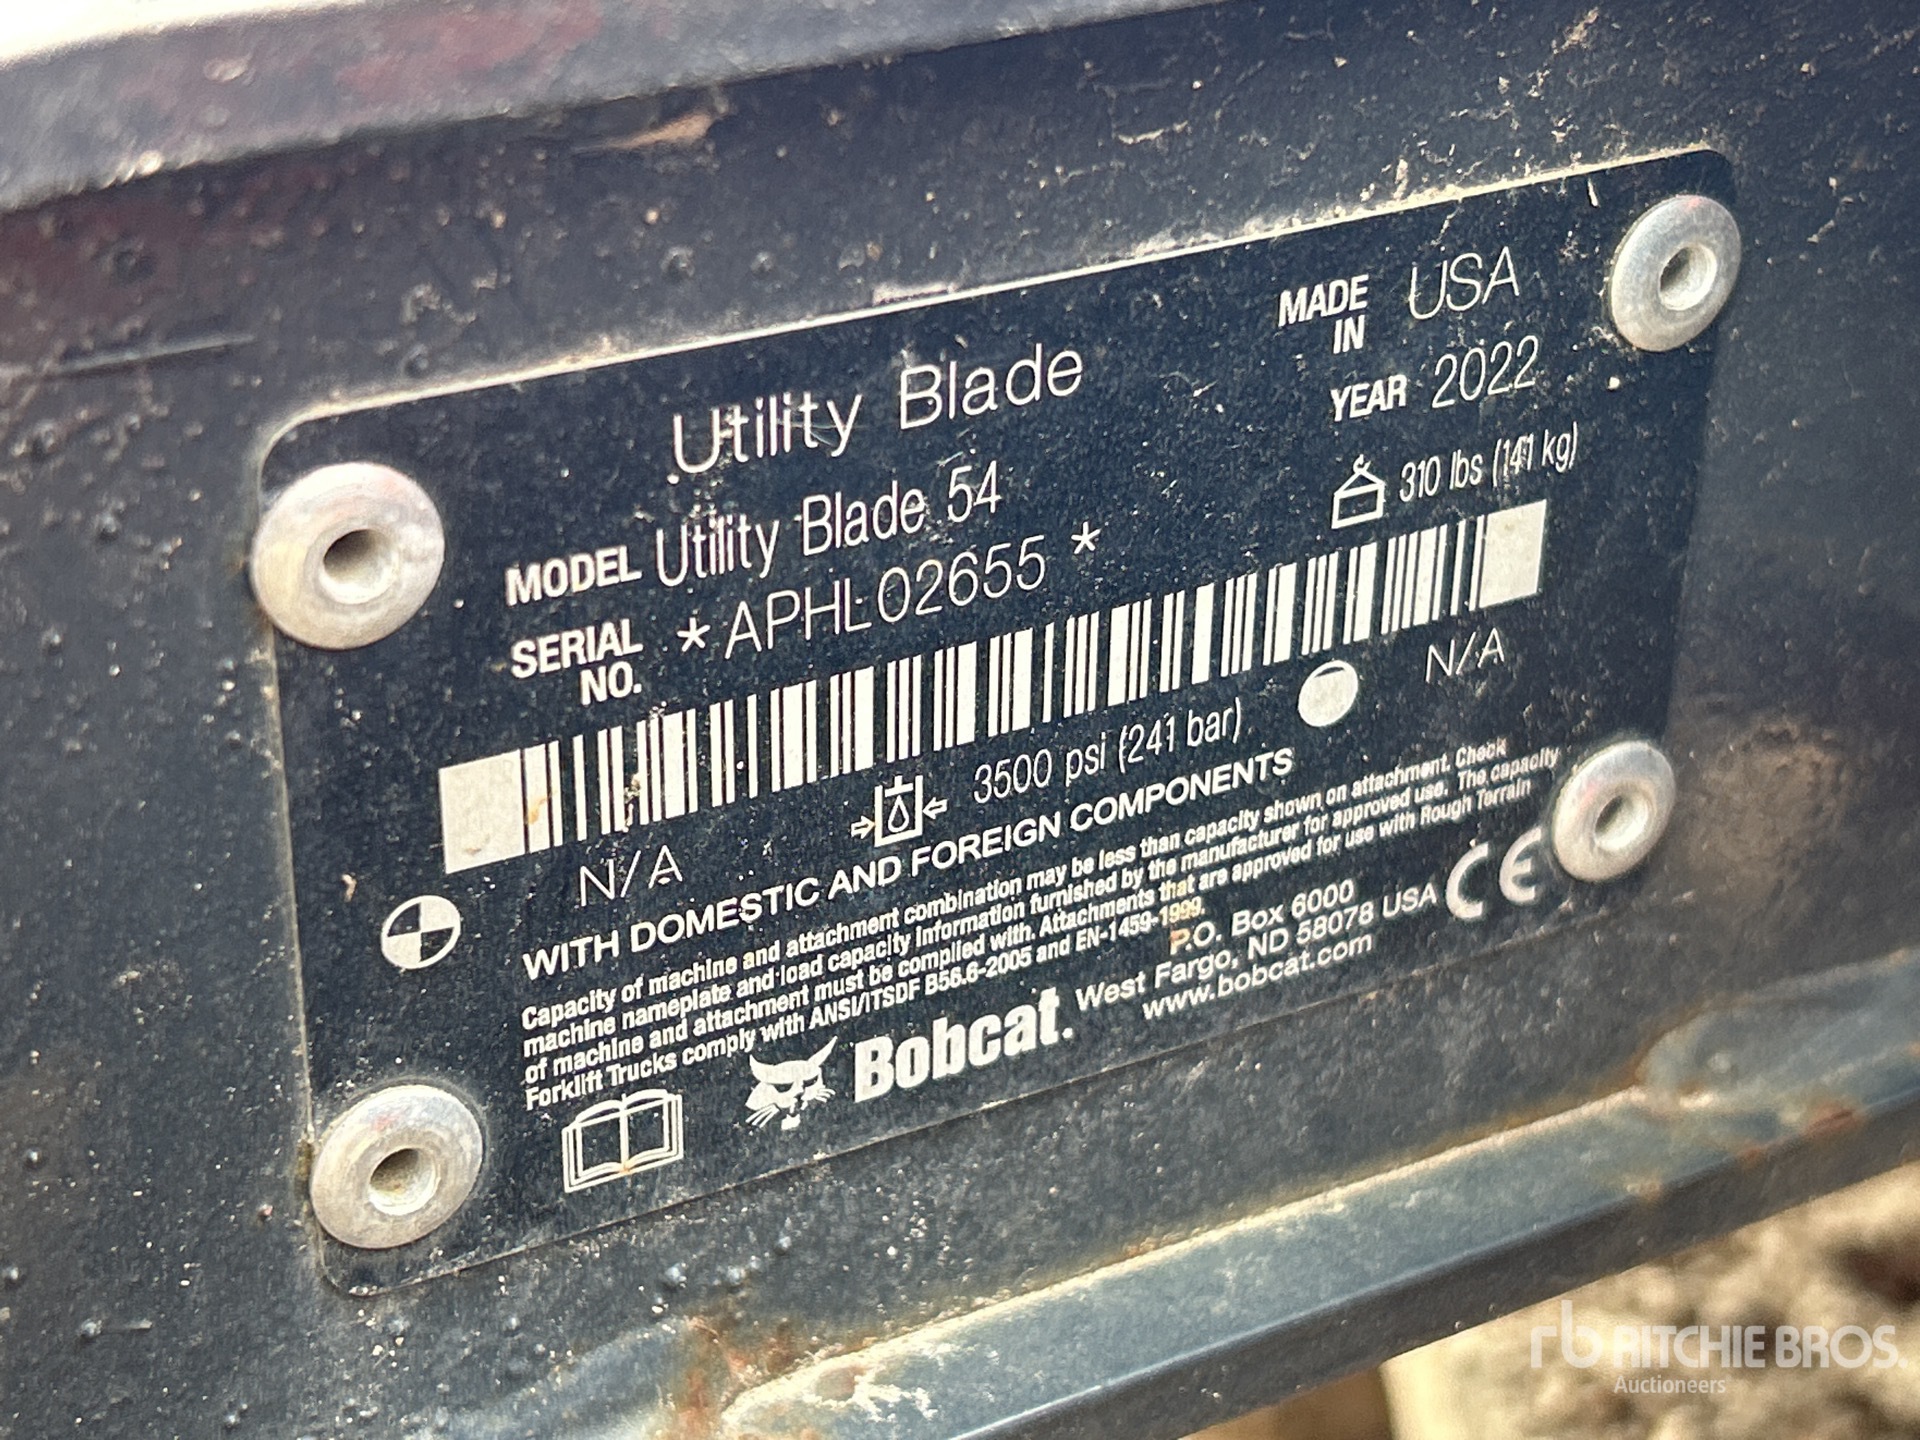 Utility Blade
MADE IN USA
YEAR 2022
MODEL Utility Blade 54
310 lbs (141 kg)
SERIAL NO. *APHL02655*
N/A
3500 psi (241 bar)
N/A
WITH DOMESTIC AND FOREIGN COMPONENTS
Capacity of machine and attachment combination may be less than capacity shown on attachment. Check
machine nameplate and load capacity information furnished by the manufacturer for approved use. The capacity
of machine and attachment must be complied with. Attachments that are approved for use with Rough Terrain
Forklift Trucks comply with ANSI/ITSDF B56.6-2005 and EN-1459-1999.
Bobcat.
P.O. Box 6000
West Fargo, ND 58078 USA
www.bobcat.com
CE
rb RITCHIE BROS.
Auctioneers